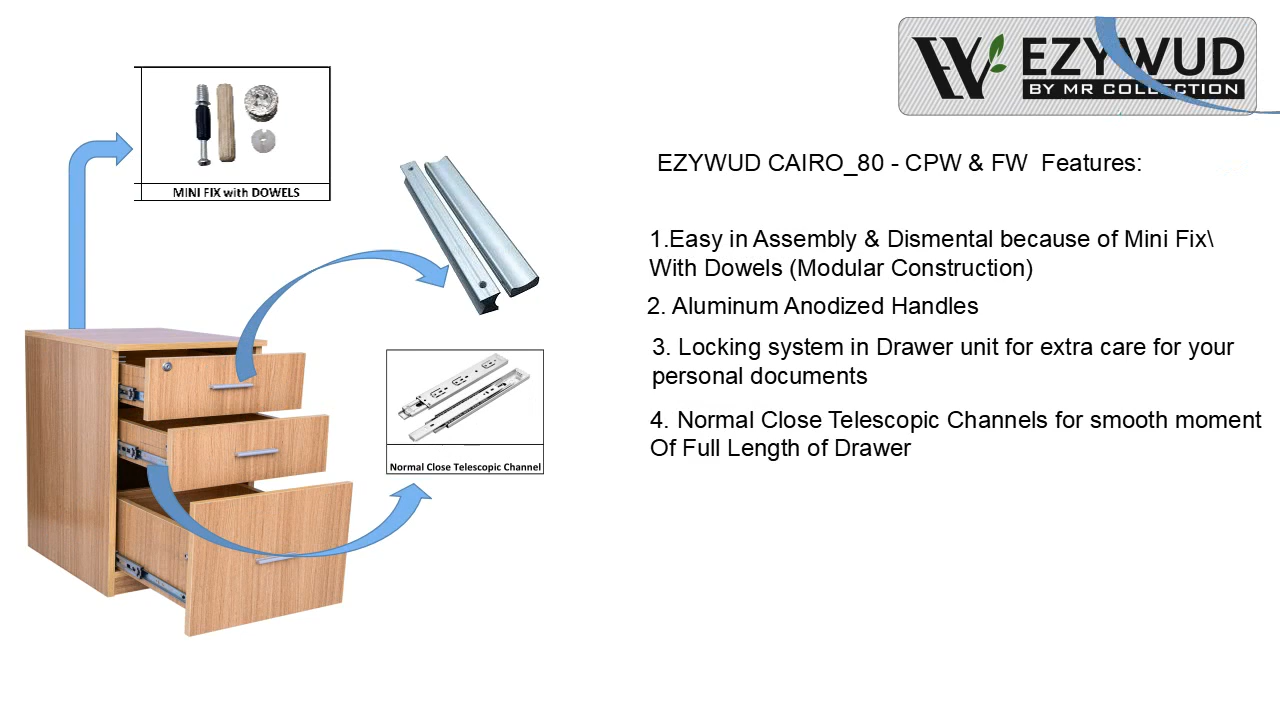 EZYWUD
BY MR COLLECTION
MINI FIX with DOWELS
EZYWUD CAIRO_80 - CPW & FW  Features:
1.Easy in Assembly & Dismental because of Mini Fix\
With Dowels (Modular Construction)
2. Aluminum Anodized Handles
3. Locking system in Drawer unit for extra care for your
personal documents
4. Normal Close Telescopic Channels for smooth moment
Of Full Length of Drawer
Normal Close Telescopic Channel